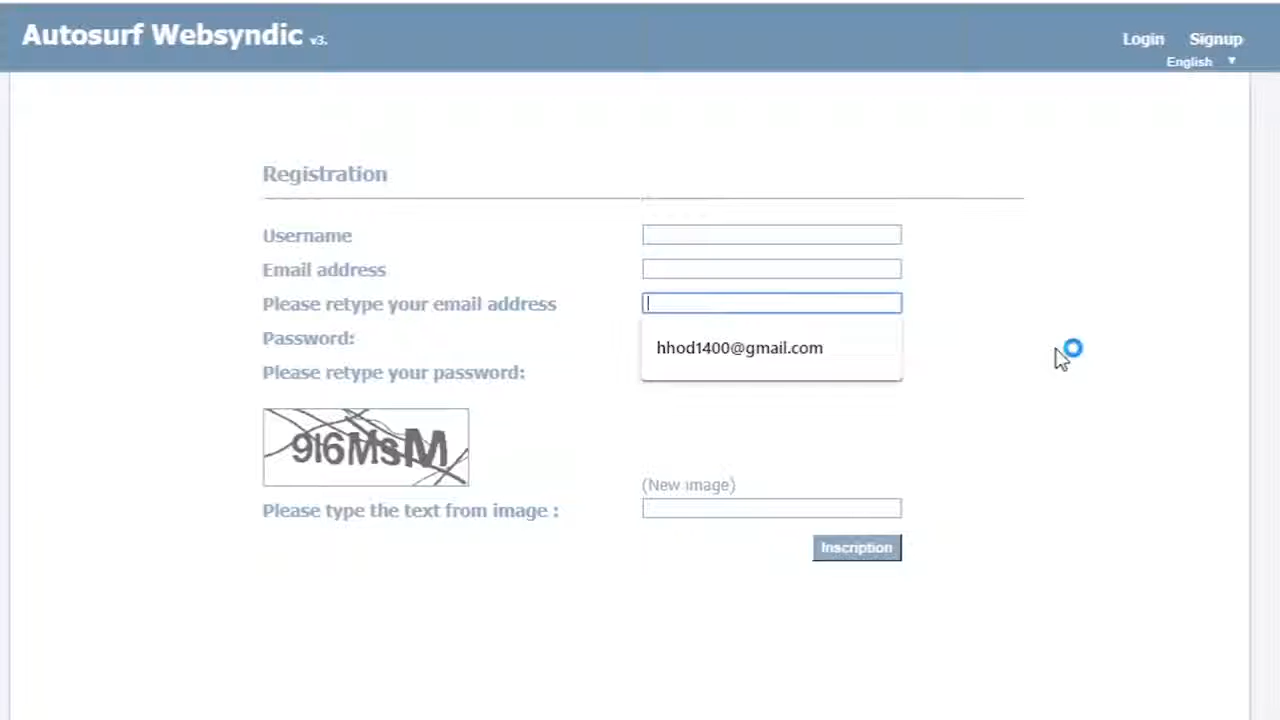 Autosurf Websyndic v3.
Login Signup
English ▼
Registration
Username
Email address
Please retype your email address
Password:
hhod1400@gmail.com
Please retype your password:
(New image)
Please type the text from image :
Inscription